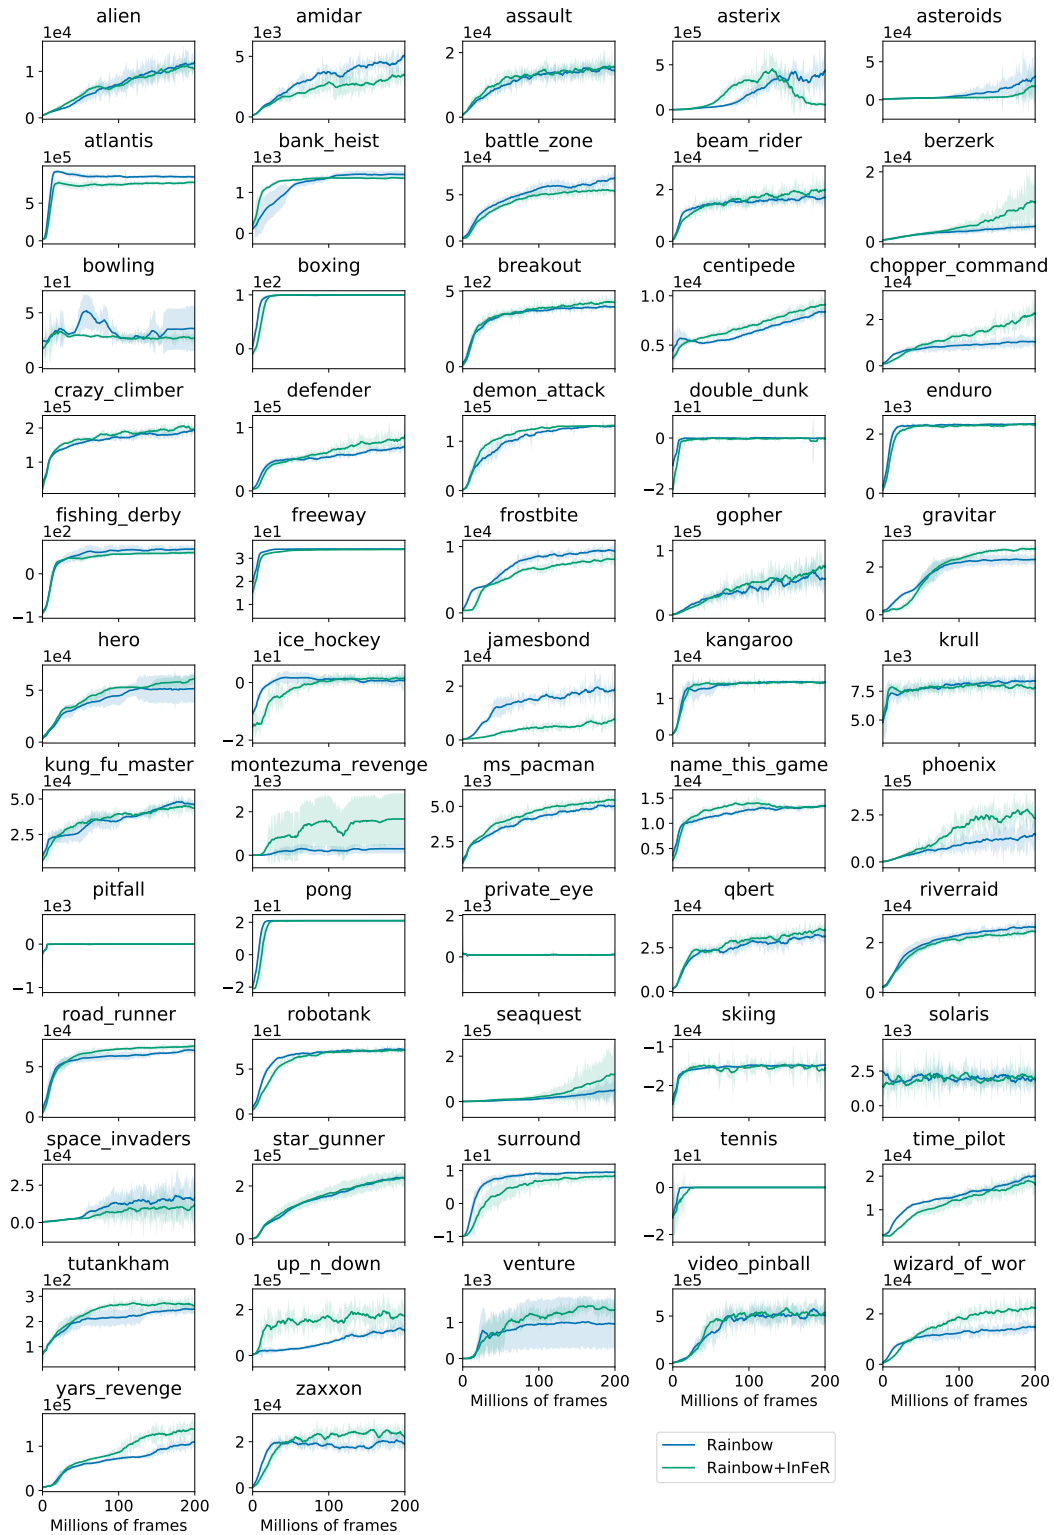 alien amidar assault asterix asteroids
1e4 1e3 1e4 1e5 1e4
1 5 2 5 5
0 0 0 0 0
atlantis bank_heist battle_zone beam_rider berzerk
1e5 1e3 1e4 1e4 1e4
5 1 5 2 2
0 0 0 0 0
bowling boxing breakout centipede chopper_command
1e1 1e2 1e2 1e4 1e4
5 1 5 1.0 2
0 0 0 0.5 0
crazy_climber defender demon_attack double_dunk enduro
1e5 1e5 1e5 1e1 1e3
2 1 1 0 2
1 0 0 −2 0
fishing_derby freeway frostbite gopher gravitar
1e2 1e1 1e4 1e5 1e3
0 3 1 1 2
−1 2 0 0 0
1
hero ice_hockey jamesbond kangaroo krull
1e4 1e1 1e4 1e4 1e3
5 0 2 1 7.5
0 −2 0 0 5.0
kung_fu_master montezuma_revenge ms_pacman name_this_game phoenix
1e4 1e3 1e3 1e4 1e5
5.0 2 5.0 1.5 2.5
2.5 0 2.5 1.0 0.0
0.5
pitfall pong private_eye qbert riverraid
1e3 1e1 1e3 1e4 1e4
0 2 2 2.5 2
−1 0 0 0.0 0
−2
road_runner robotank seaquest skiing solaris
1e4 1e1 1e5 1e4 1e3
5 5 2 −1 2.5
0 0 0 −2 0.0
space_invaders star_gunner surround tennis time_pilot
1e4 1e5 1e1 1e1 1e4
2.5 2 1 0 2
0.0 0 0 −2 1
−1
tutankham up_n_down venture video_pinball wizard_of_wor
1e2 1e5 1e3 1e5 1e4
3 2 1 5 2
2 0 0 0 0
1
0 100 200 0 100 200 0 100 200
Millions of frames Millions of frames Millions of frames
yars_revenge zaxxon
1e5 1e4
1 2
0 0
0 100 200 0 100 200
Millions of frames Millions of frames
Rainbow
Rainbow+InFeR